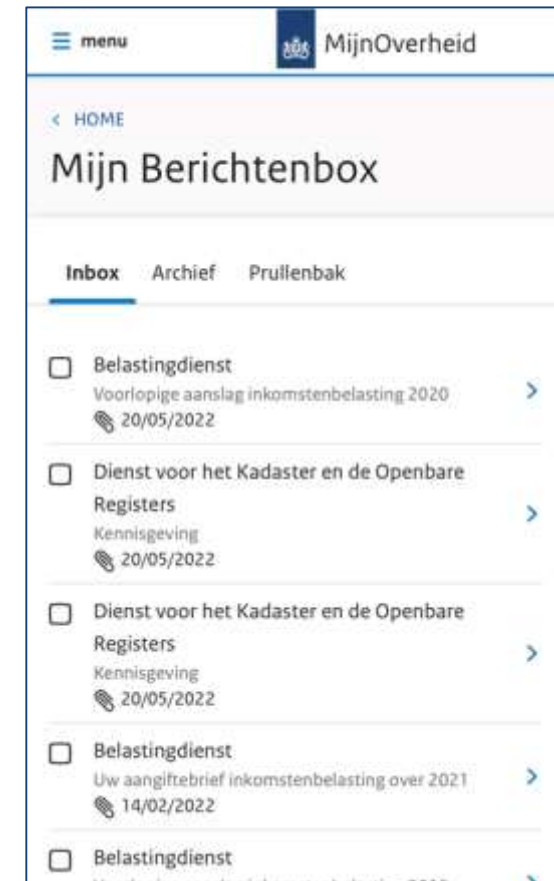 menu
MijnOverheid
< HOME
Mijn Berichtenbox
Inbox Archief Prullenbak
Belastingdienst
Voorlopige aanslag inkomstenbelasting 2020
20/05/2022
Dienst voor het Kadaster en de Openbare
Registers
Kennisgeving
20/05/2022
Dienst voor het Kadaster en de Openbare
Registers
Kennisgeving
20/05/2022
Belastingdienst
Uw aangiftebrief inkomstenbelasting over 2021
14/02/2022
Belastingdienst